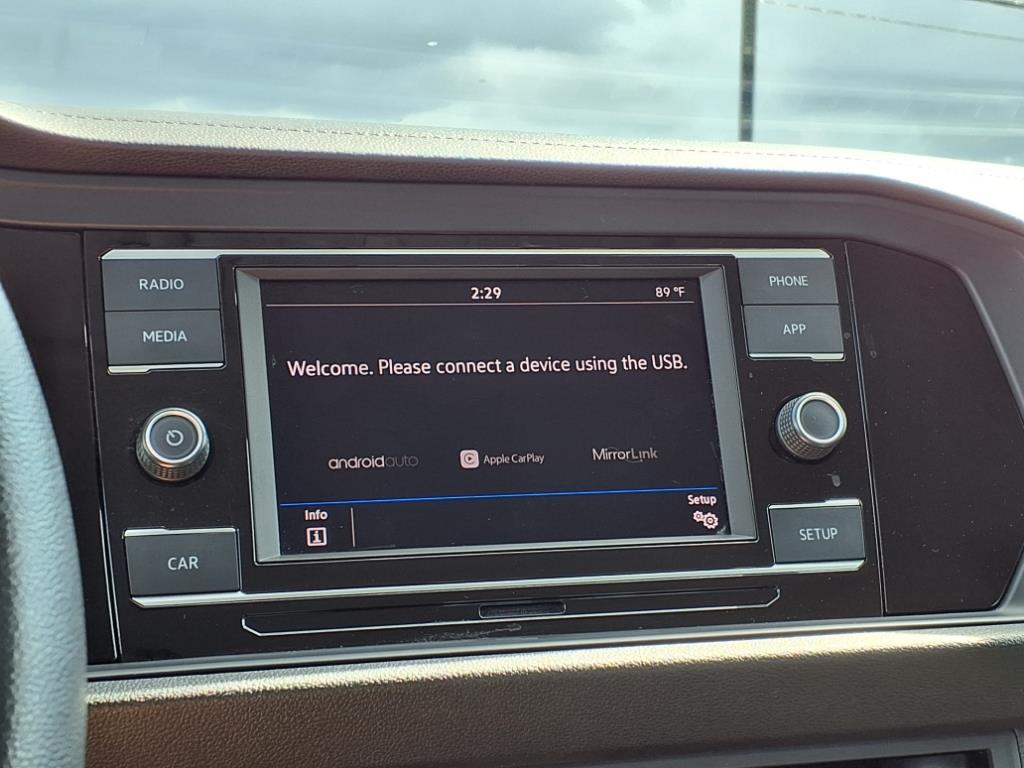 RADIO
MEDIA
2:29
89 °F
PHONE
APP
Welcome. Please connect a device using the USB.
androidauto
Apple CarPlay
MirrorLink
Info
i
Setup
CAR
SETUP